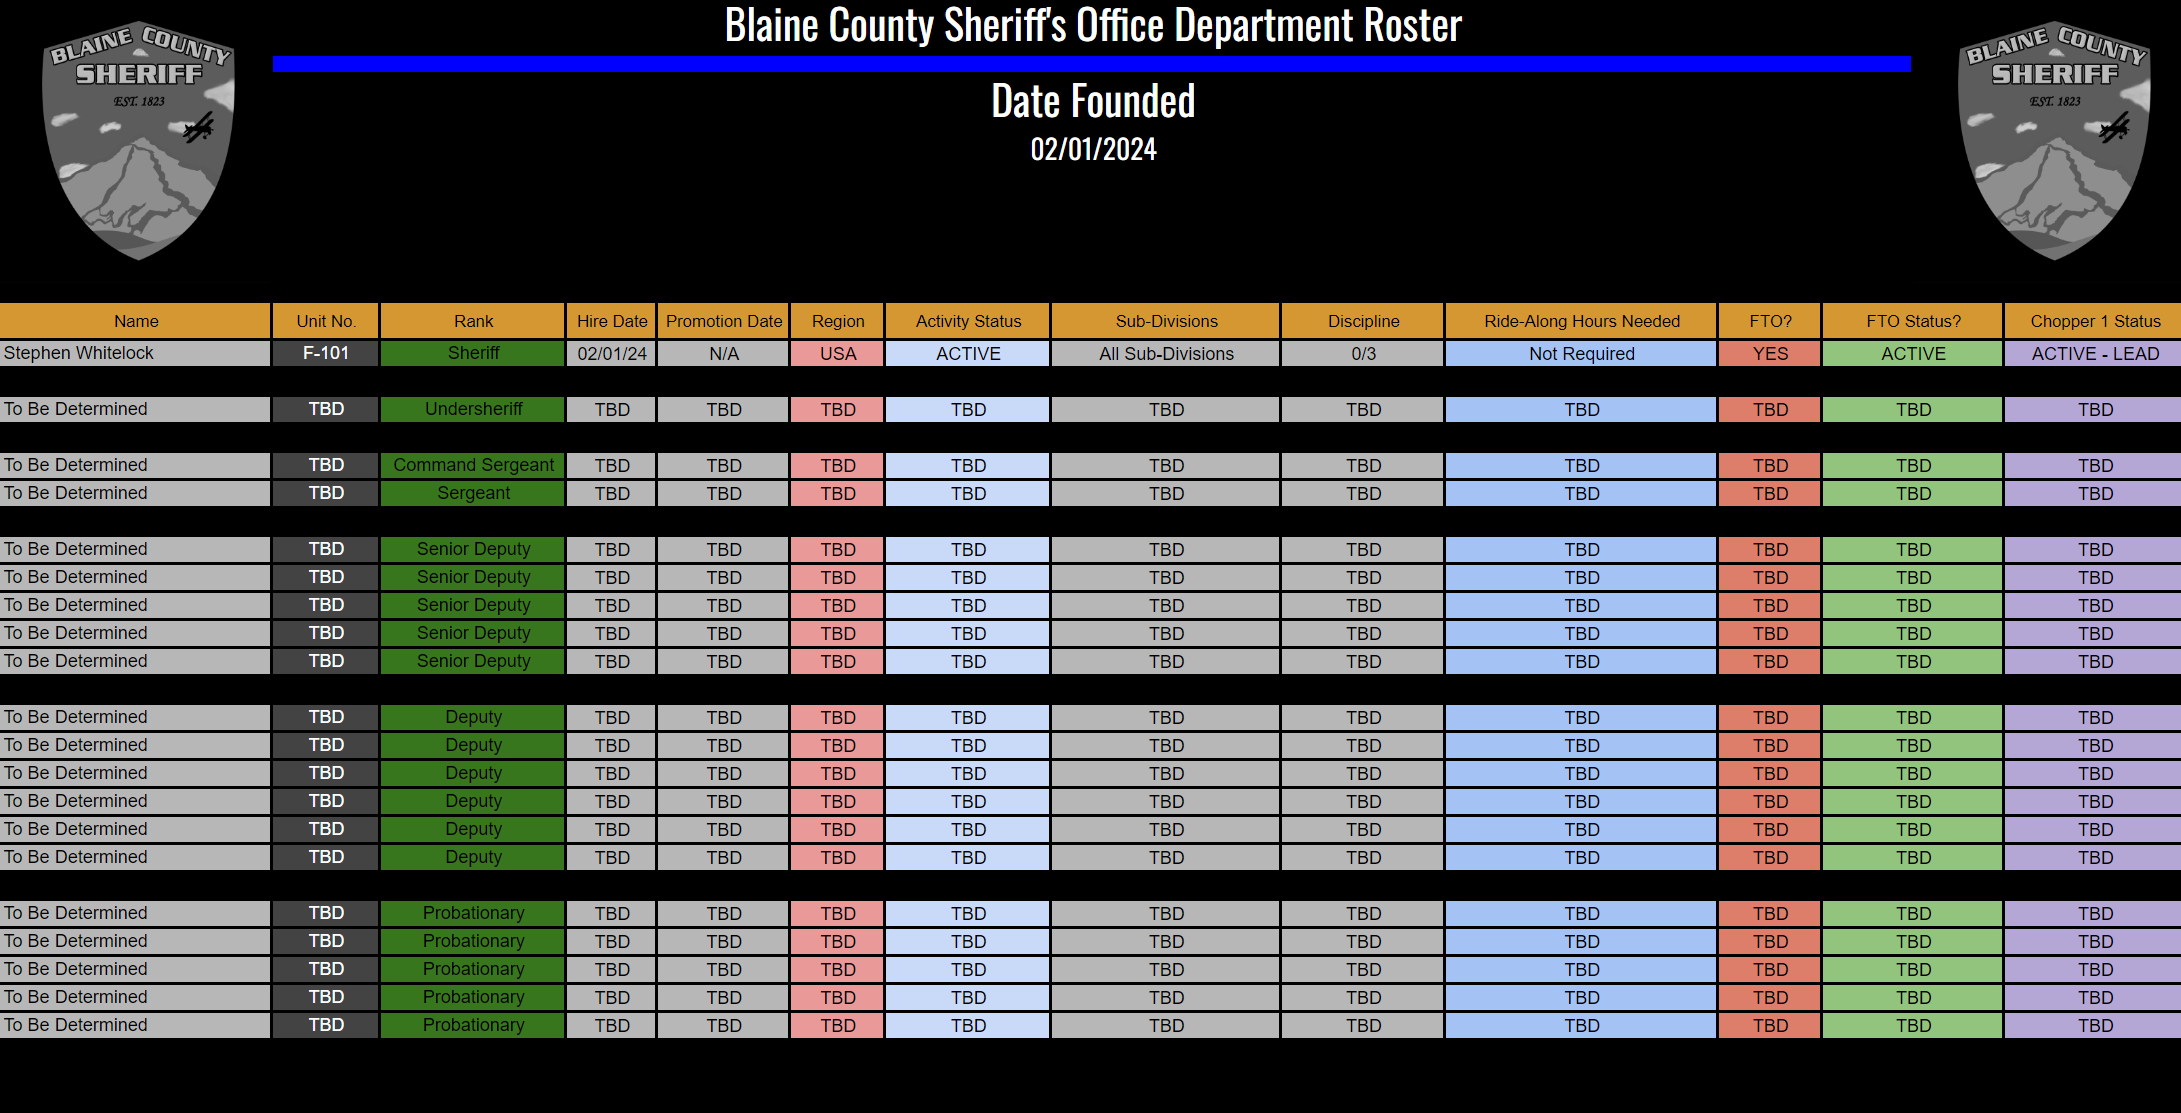 Blaine County Sheriff's Office Department Roster
BLAINE COUNTY
SHERIFF
EST. 1823
BLAINE COUNTY
SHERIFF
EST. 1823
Date Founded
02/01/2024
Name Unit No. Rank Hire Date Promotion Date Region Activity Status Sub-Divisions Discipline Ride-Along Hours Needed FTO? FTO Status? Chopper 1 Status
Stephen Whitelock F-101 Sheriff 02/01/24 N/A USA ACTIVE All Sub-Divisions 0/3 Not Required YES ACTIVE ACTIVE - LEAD
To Be Determined TBD Undersheriff TBD TBD TBD TBD TBD TBD TBD TBD TBD TBD
To Be Determined TBD Command Sergeant TBD TBD TBD TBD TBD TBD TBD TBD TBD TBD
To Be Determined TBD Sergeant TBD TBD TBD TBD TBD TBD TBD TBD TBD TBD
To Be Determined TBD Senior Deputy TBD TBD TBD TBD TBD TBD TBD TBD TBD TBD
To Be Determined TBD Senior Deputy TBD TBD TBD TBD TBD TBD TBD TBD TBD TBD
To Be Determined TBD Senior Deputy TBD TBD TBD TBD TBD TBD TBD TBD TBD TBD
To Be Determined TBD Senior Deputy TBD TBD TBD TBD TBD TBD TBD TBD TBD TBD
To Be Determined TBD Senior Deputy TBD TBD TBD TBD TBD TBD TBD TBD TBD TBD
To Be Determined TBD Deputy TBD TBD TBD TBD TBD TBD TBD TBD TBD TBD
To Be Determined TBD Deputy TBD TBD TBD TBD TBD TBD TBD TBD TBD TBD
To Be Determined TBD Deputy TBD TBD TBD TBD TBD TBD TBD TBD TBD TBD
To Be Determined TBD Deputy TBD TBD TBD TBD TBD TBD TBD TBD TBD TBD
To Be Determined TBD Deputy TBD TBD TBD TBD TBD TBD TBD TBD TBD TBD
To Be Determined TBD Deputy TBD TBD TBD TBD TBD TBD TBD TBD TBD TBD
To Be Determined TBD Probationary TBD TBD TBD TBD TBD TBD TBD TBD TBD TBD
To Be Determined TBD Probationary TBD TBD TBD TBD TBD TBD TBD TBD TBD TBD
To Be Determined TBD Probationary TBD TBD TBD TBD TBD TBD TBD TBD TBD TBD
To Be Determined TBD Probationary TBD TBD TBD TBD TBD TBD TBD TBD TBD TBD
To Be Determined TBD Probationary TBD TBD TBD TBD TBD TBD TBD TBD TBD TBD